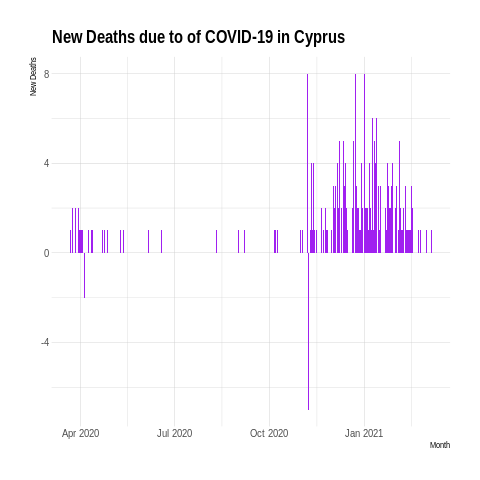 New Deaths due to of COVID-19 in Cyprus
New Deaths
8
4
0
-4
Apr 2020 Jul 2020 Oct 2020 Jan 2021
Month